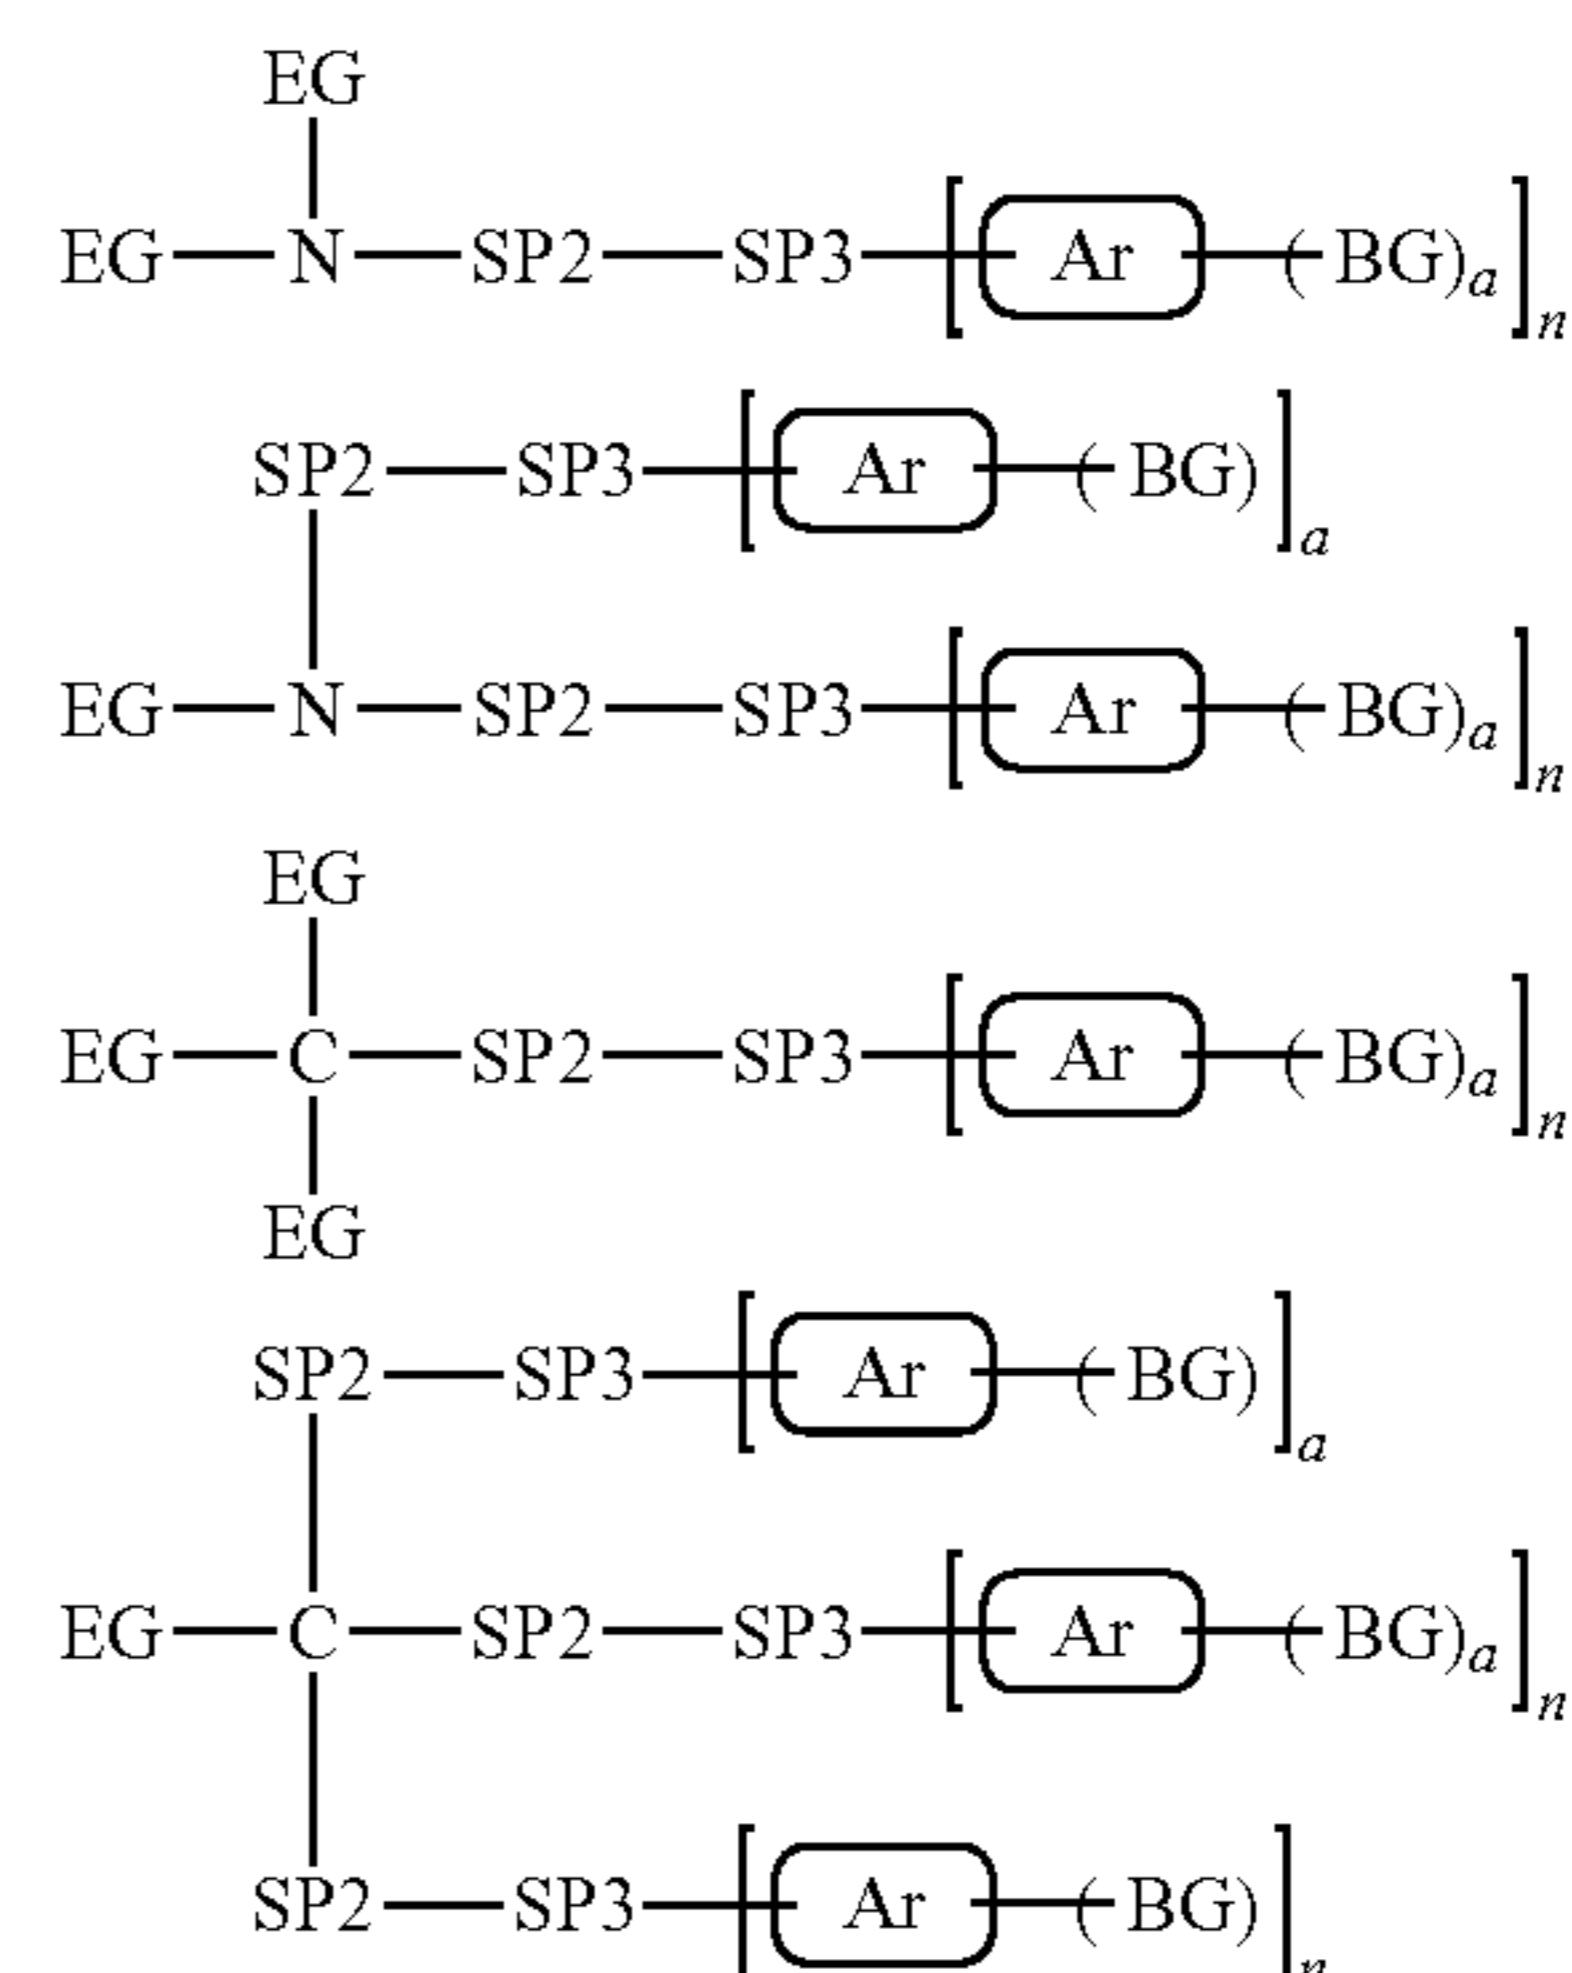 EG
EG N SP2 SP3 [ Ar ( BG)a ]n
SP2 SP3 [ Ar ( BG) ]a
EG N SP2 SP3 [ Ar ( BG)a ]n
EG
EG C SP2 SP3 [ Ar ( BG)a ]n
EG
SP2 SP3 [ Ar ( BG) ]a
EG C SP2 SP3 [ Ar ( BG)a ]n
SP2 SP3 [ Ar ( BG) ]n